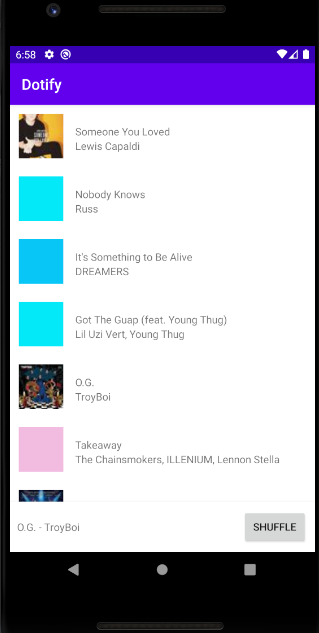 6:58
Dotify
Someone You Loved
Lewis Capaldi
Nobody Knows
Russ
It's Something to Be Alive
DREAMERS
Got The Guap (feat. Young Thug)
Lil Uzi Vert, Young Thug
O.G.
TroyBoi
Takeaway
The Chainsmokers, ILLENIUM, Lennon Stella
O.G. - TroyBoi
SHUFFLE